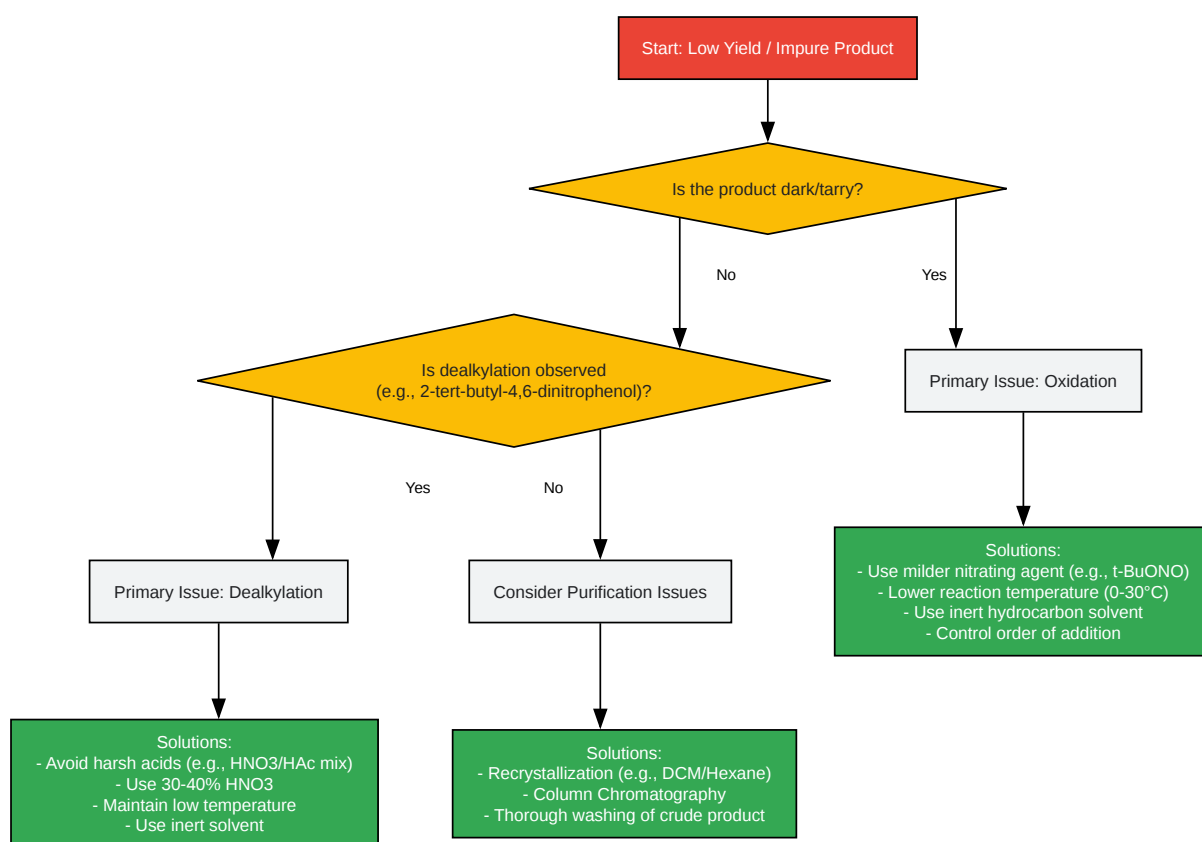 Start: Low Yield / Impure Product
Is the product dark/tarry?
No
Yes
Is dealkylation observed
(e.g., 2-tert-butyl-4,6-dinitrophenol)?
Primary Issue: Oxidation
Yes
No
Solutions:
- Use milder nitrating agent (e.g., t-BuONO)
- Lower reaction temperature (0-30°C)
- Use inert hydrocarbon solvent
- Control order of addition
Primary Issue: Dealkylation
Consider Purification Issues
Solutions:
- Avoid harsh acids (e.g., HNO3/HAc mix)
- Use 30-40% HNO3
- Maintain low temperature
- Use inert solvent
Solutions:
- Recrystallization (e.g., DCM/Hexane)
- Column Chromatography
- Thorough washing of crude product